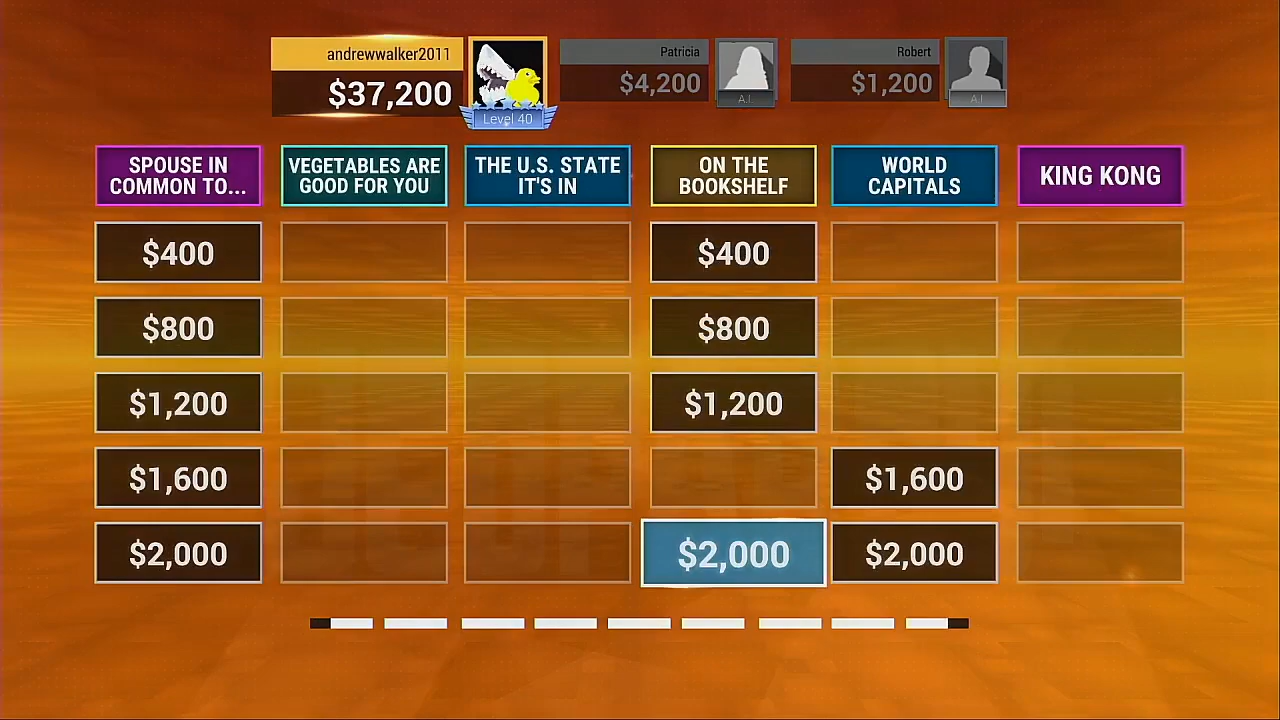 andrewwalker2011
$37,200
Level 40
Patricia
$4,200
A.I
Robert
$1,200
A.I
SPOUSE IN
COMMON TO...
VEGETABLES ARE
GOOD FOR YOU
THE U.S. STATE
IT'S IN
ON THE
BOOKSHELF
WORLD
CAPITALS
KING KONG
$400
$400
$800
$800
$1,200
$1,200
$1,600
$1,600
$2,000
$2,000
$2,000